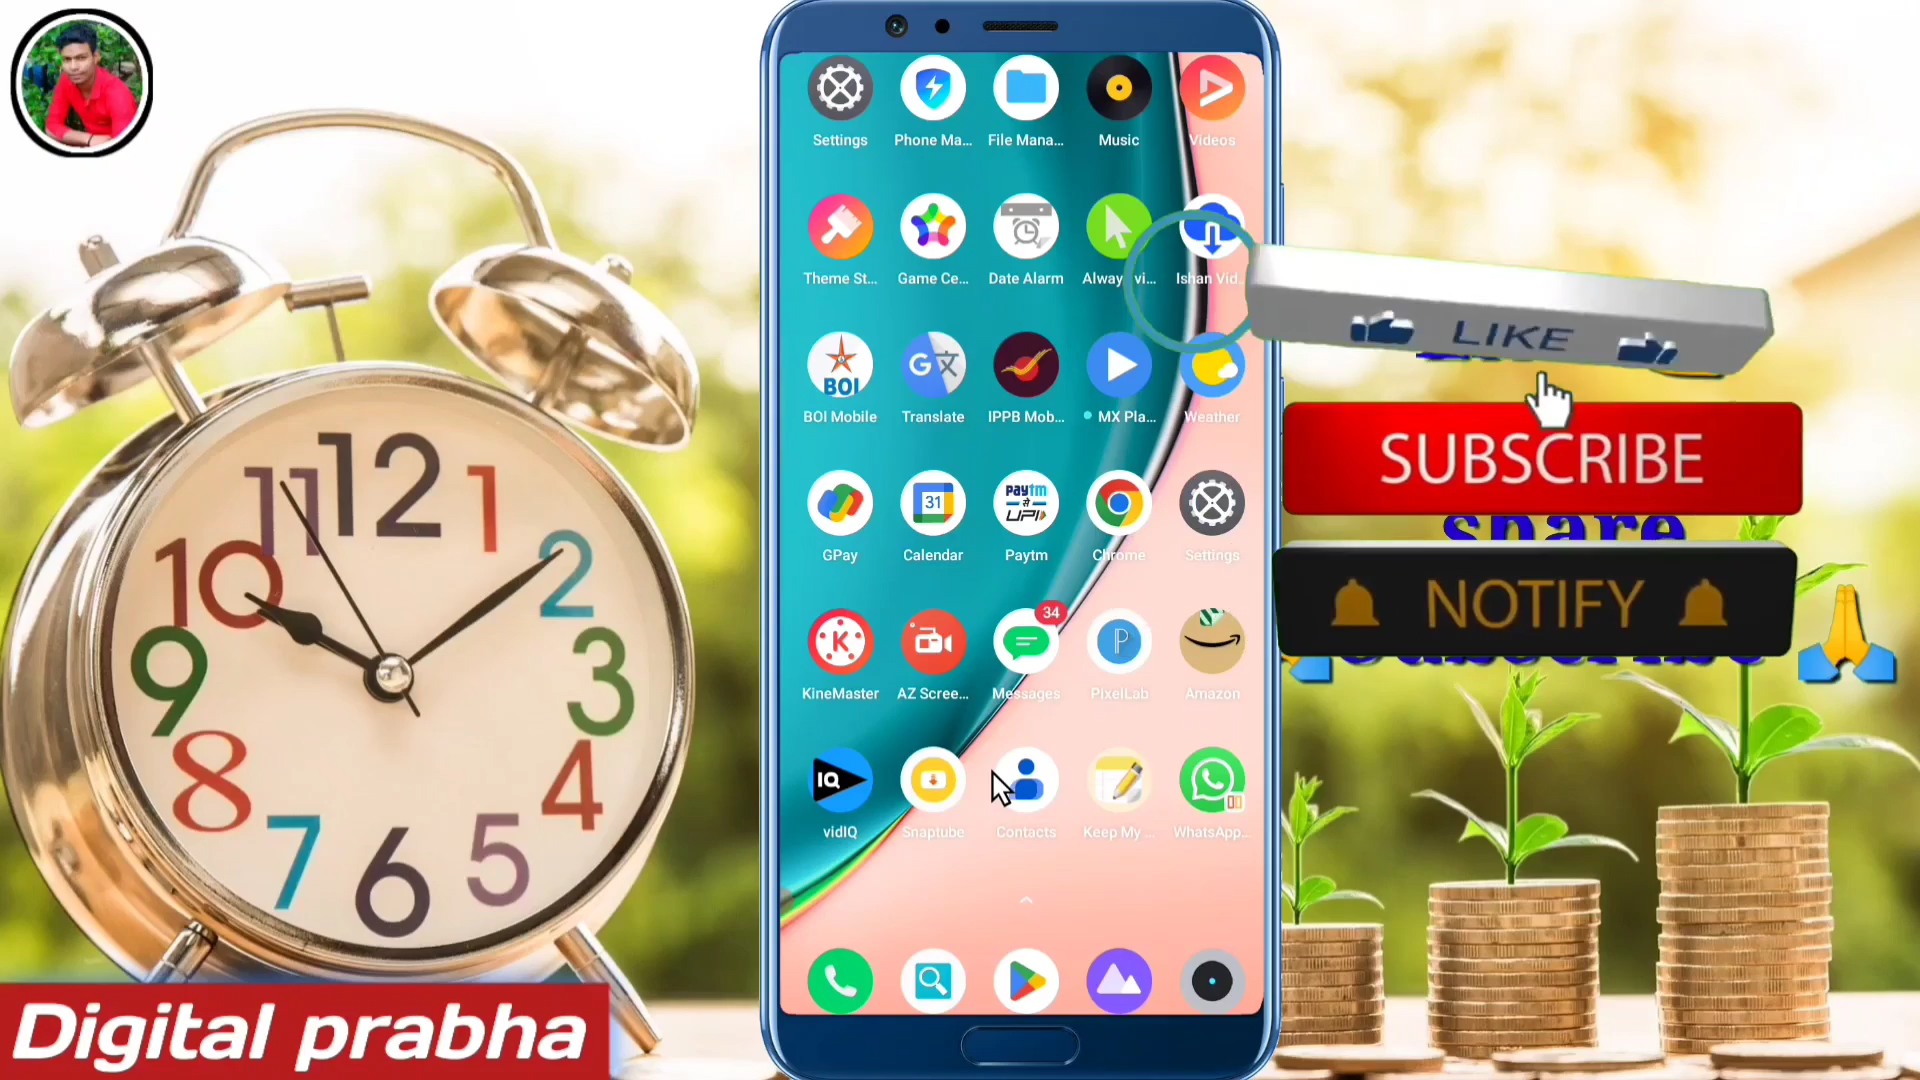 Settings
Phone Ma...
File Mana...
Music
Videos
Theme St...
Game Ce...
Date Alarm
Alway vi...
Ishan Vid.
BOI
BOI Mobile
Translate
IPPB Mob...
MX Pla...
Weather
LIKE
SUBSCRIBE
NOTIFY
31
paytm
से
UPI
GPay
Calendar
Paytm
Chrome
Settings
34
KineMaster
AZ Scree...
Messages
PixelLab
Amazon
IQ
vidIQ
Snaptube
Contacts
Keep My ...
WhatsApp...
12
1
2
3
4
5
6
7
8
9
10
11
Digital prabha